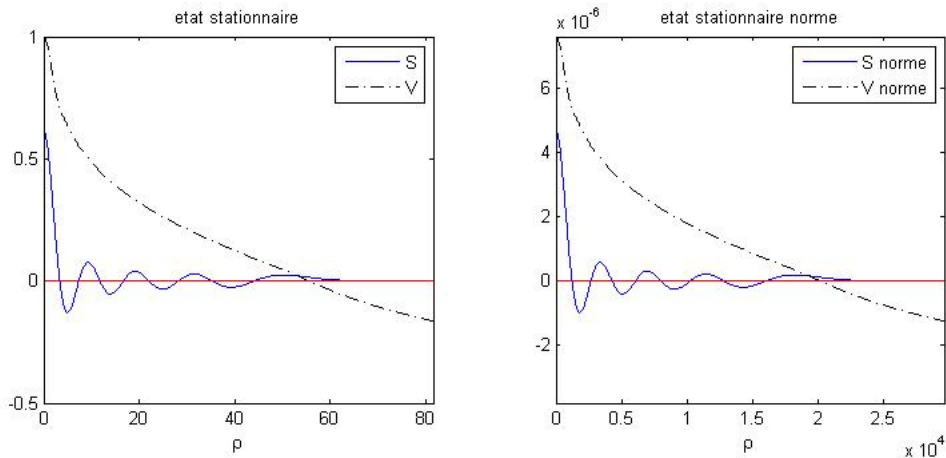 etat stationnaire
1
0.5
0
-0.5
0 20 40 60 80
ρ
S
V
etat stationnaire norme
x 10^-6
6
4
2
0
-2
0 0.5 1 1.5 2 2.5
x 10^4
ρ
S norme
V norme